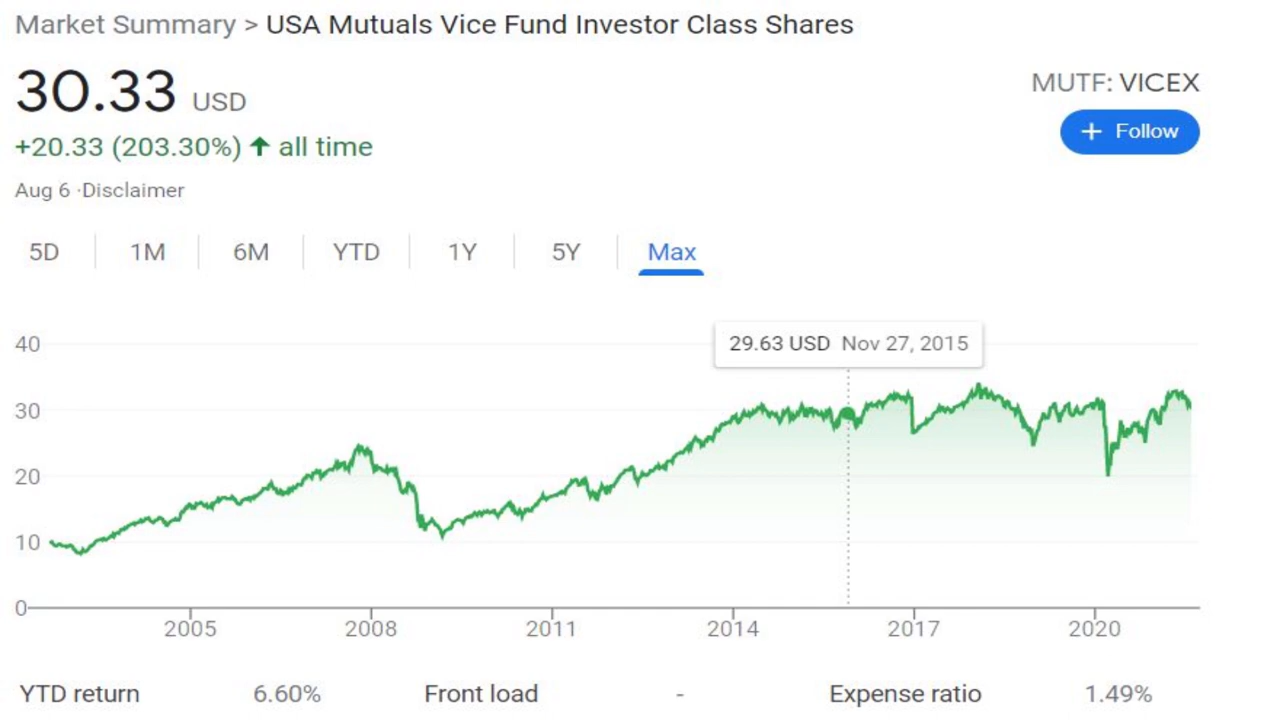 Market Summary > USA Mutuals Vice Fund Investor Class Shares
30.33 USD
MUTF: VICEX
+20.33 (203.30%) ↑ all time
+ Follow
Aug 6 ·Disclaimer
5D 1M 6M YTD 1Y 5Y Max
29.63 USD Nov 27, 2015
40
30
20
10
0
2005 2008 2011 2014 2017 2020
YTD return 6.60% Front load - Expense ratio 1.49%